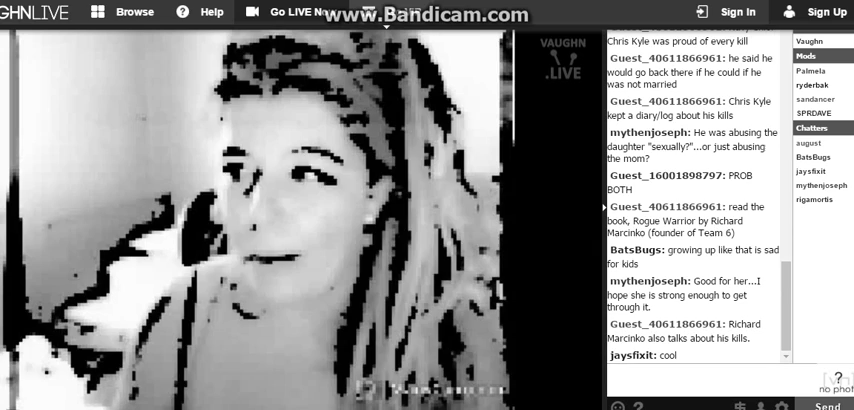 GHNLIVE Browse Help Go LIVE No www.Bandicam.com Sign In Sign Up
VAUGHN
.LIVE
Chris Kyle was proud of every kill
Guest_40611866961: he said he
would go back there if he could if he
was not married
Guest_40611866961: Chris Kyle
kept a diary/log about his kills
mythenjoseph: He was abusing the
daughter "sexually?"...or just abusing
the mom?
Guest_16001898797: PROB
BOTH
Guest_40611866961: read the
book, Rogue Warrior by Richard
Marcinko (founder of Team 6)
BatsBugs: growing up like that is sad
for kids
mythenjoseph: Good for her...I
hope she is strong enough to get
through it.
Guest_40611866961: Richard
Marcinko also talks about his kills.
jaysfixit: cool
Vaughn
Mods
Palmela
ryderbak
sandancer
SPRDAVE
Chatters
august
BatsBugs
jaysfixit
mythenjoseph
rigamortis
?
no phot
Send